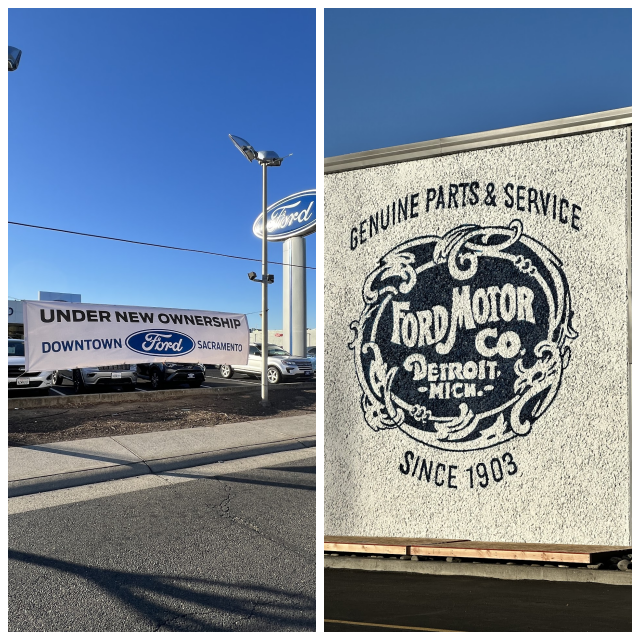 Ford
UNDER NEW OWNERSHIP
DOWNTOWN Ford SACRAMENTO
GENUINE PARTS & SERVICE
FORD MOTOR
CO.
DETROIT,
-MICH.-
SINCE 1903